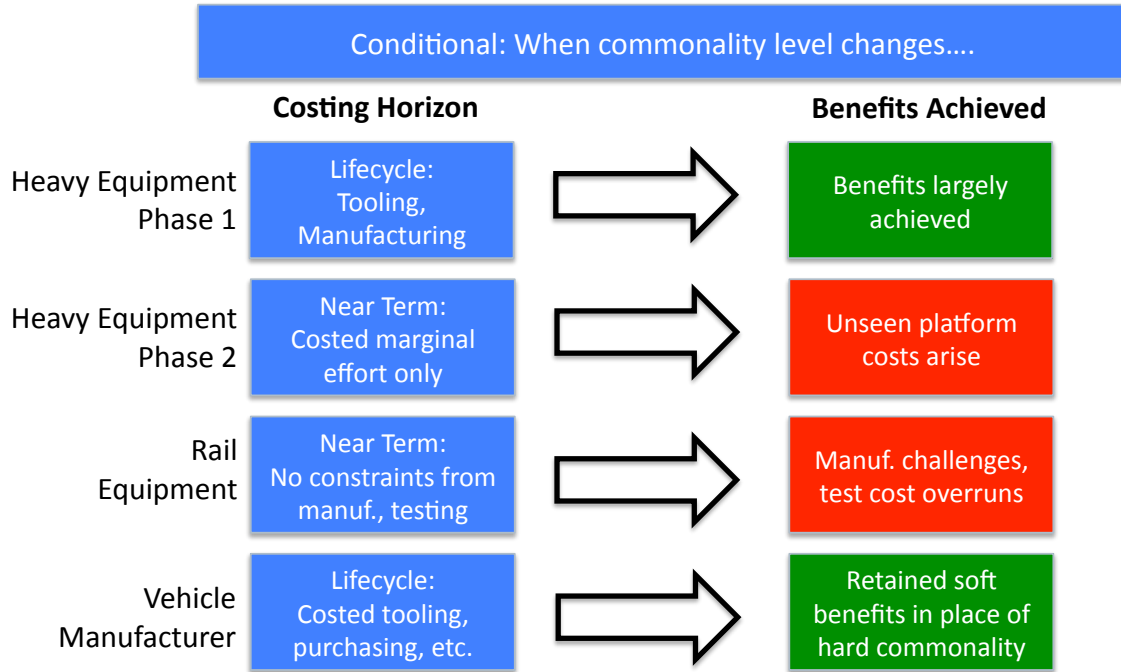 Conditional: When commonality level changes….
Costing Horizon
Benefits Achieved
Heavy Equipment
Phase 1
Lifecycle:
Tooling,
Manufacturing
Benefits largely
achieved
Heavy Equipment
Phase 2
Near Term:
Costed marginal
effort only
Unseen platform
costs arise
Rail
Equipment
Near Term:
No constraints from
manuf., testing
Manuf. challenges,
test cost overruns
Vehicle
Manufacturer
Lifecycle:
Costed tooling,
purchasing, etc.
Retained soft
benefits in place of
hard commonality